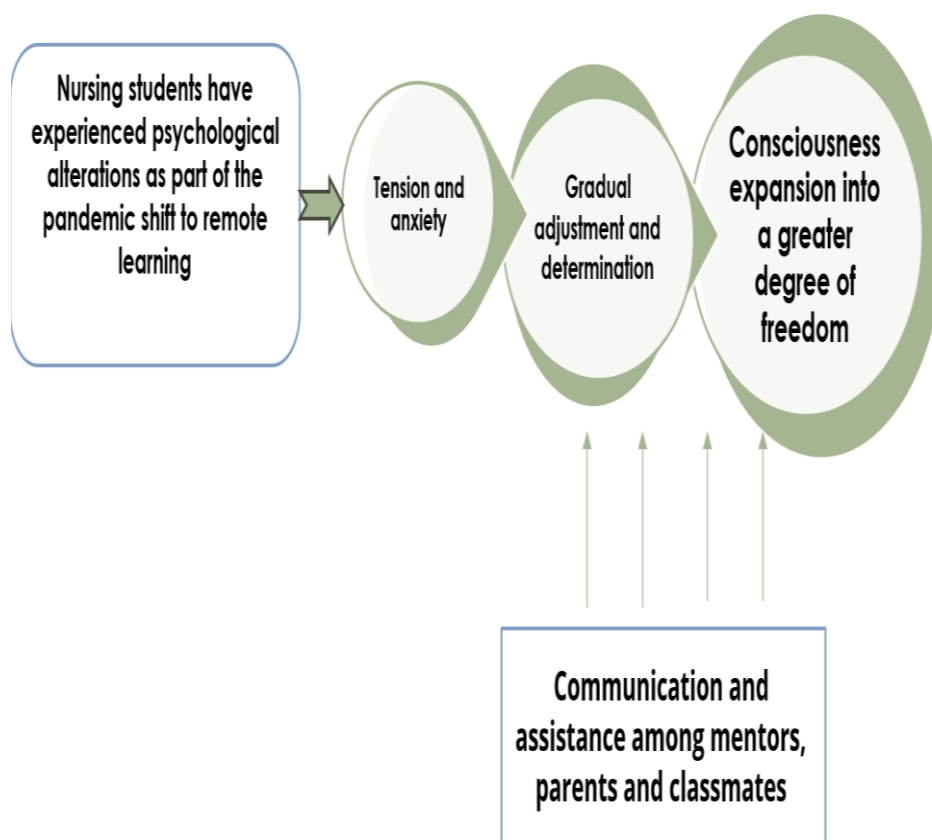 Nursing students have
experienced psychological
alterations as part of the
pandemic shift to remote
learning
Tension and
anxiety
Gradual
adjustment and
determination
Consciousness
expansion into
a greater
degree of
freedom
Communication and
assistance among mentors,
parents and classmates